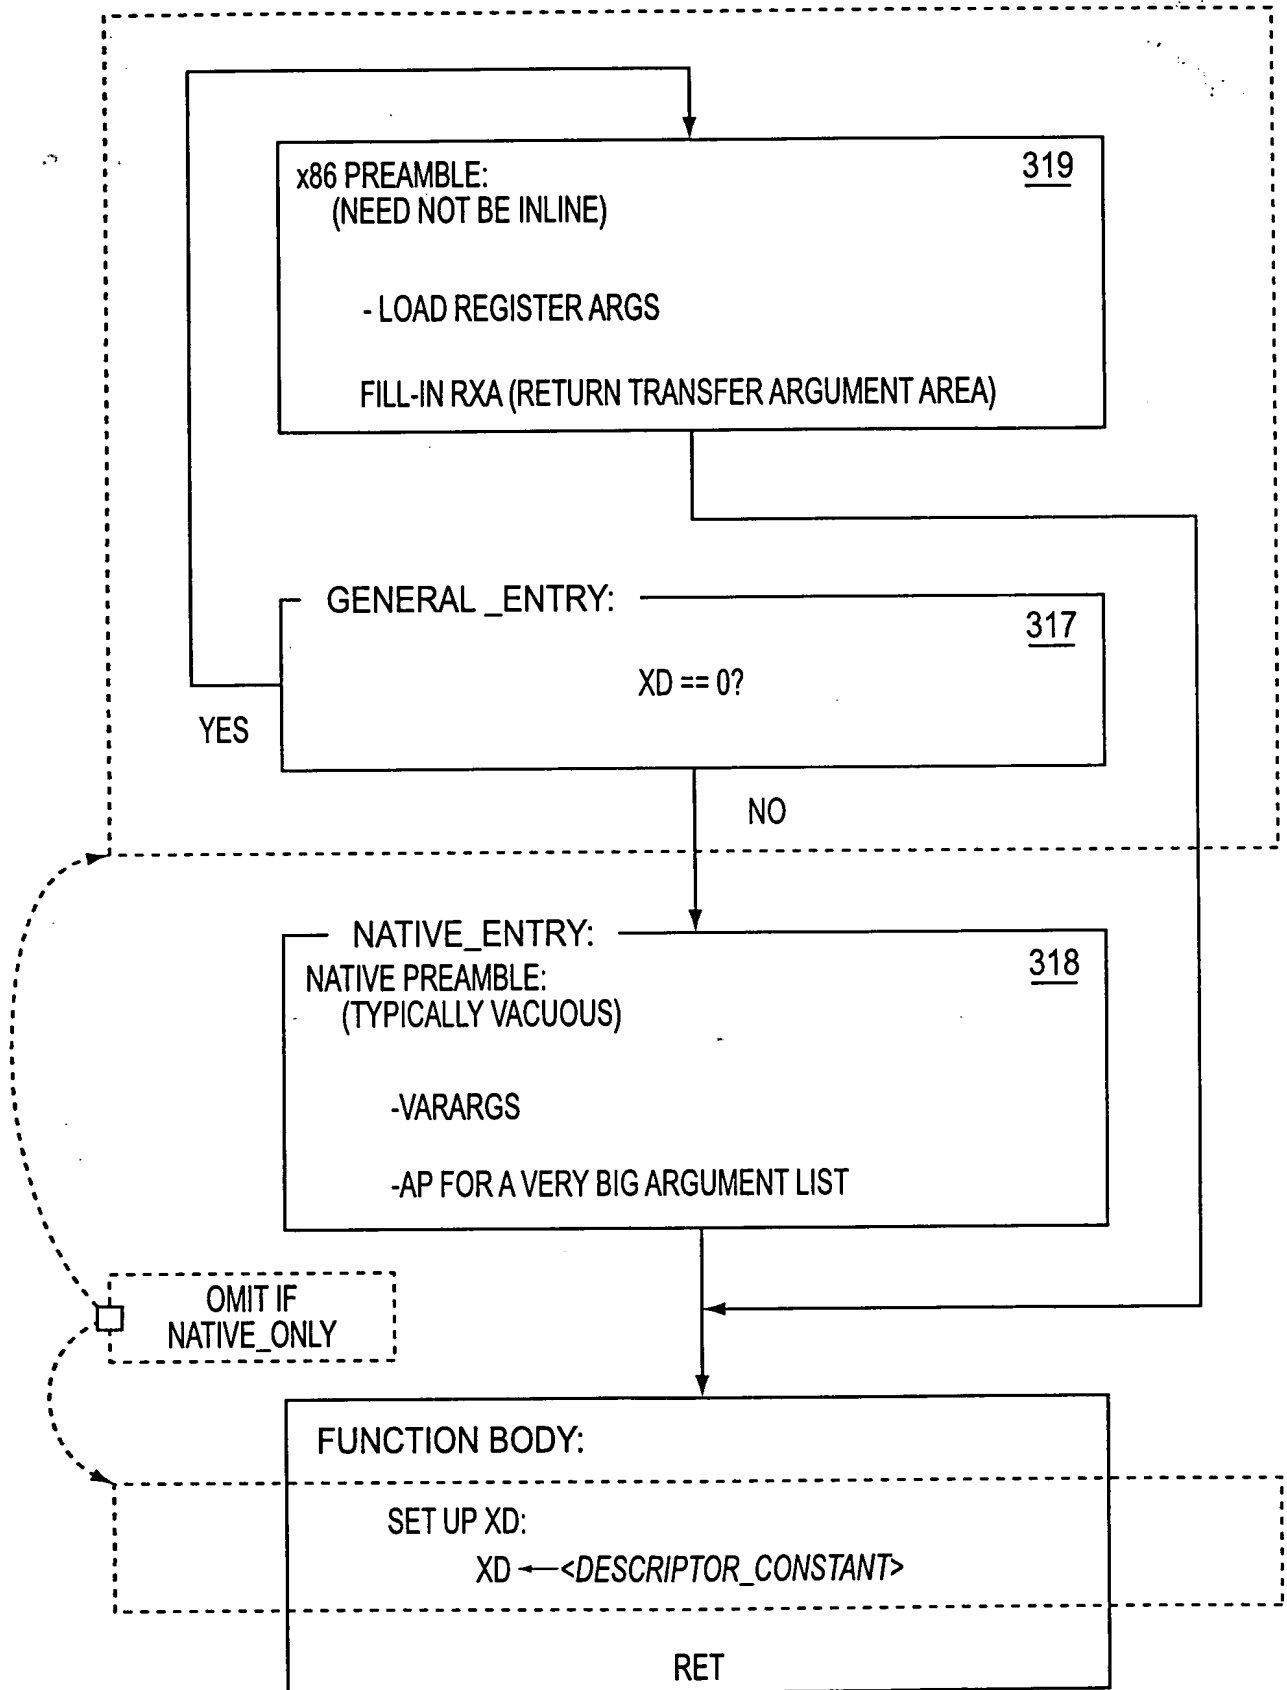 x86 PREAMBLE: 319
(NEED NOT BE INLINE)
- LOAD REGISTER ARGS
FILL-IN RXA (RETURN TRANSFER ARGUMENT AREA)
GENERAL _ENTRY:
317
XD == 0?
YES
NO
NATIVE_ENTRY:
NATIVE PREAMBLE: 318
(TYPICALLY VACUOUS)
-VARARGS
-AP FOR A VERY BIG ARGUMENT LIST
OMIT IF
NATIVE_ONLY
FUNCTION BODY:
SET UP XD:
XD ←<DESCRIPTOR_CONSTANT>
RET